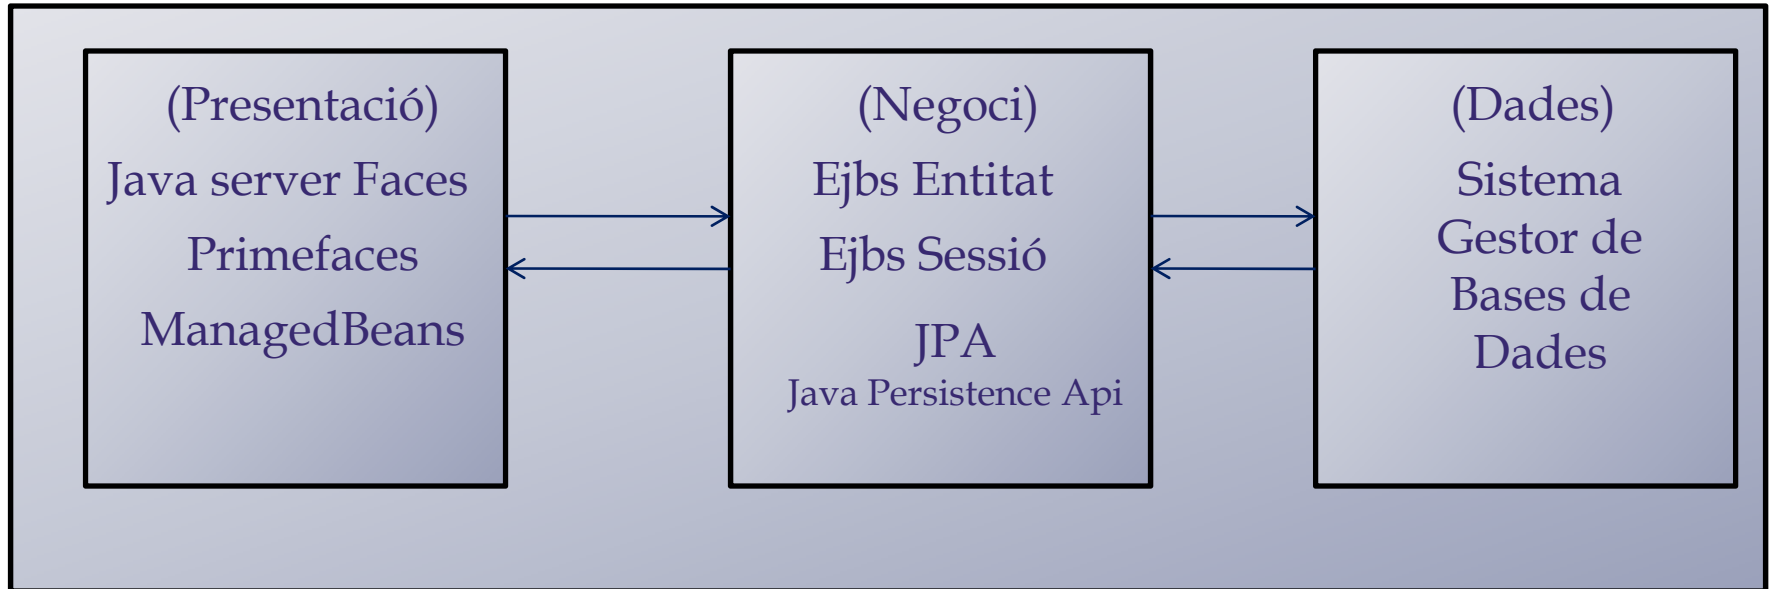 (Presentació)
Java server Faces
Primefaces
ManagedBeans
(Negoci)
Ejbs Entitat
Ejbs Sessió
JPA
Java Persistence Api
(Dades)
Sistema
Gestor de
Bases de
Dades